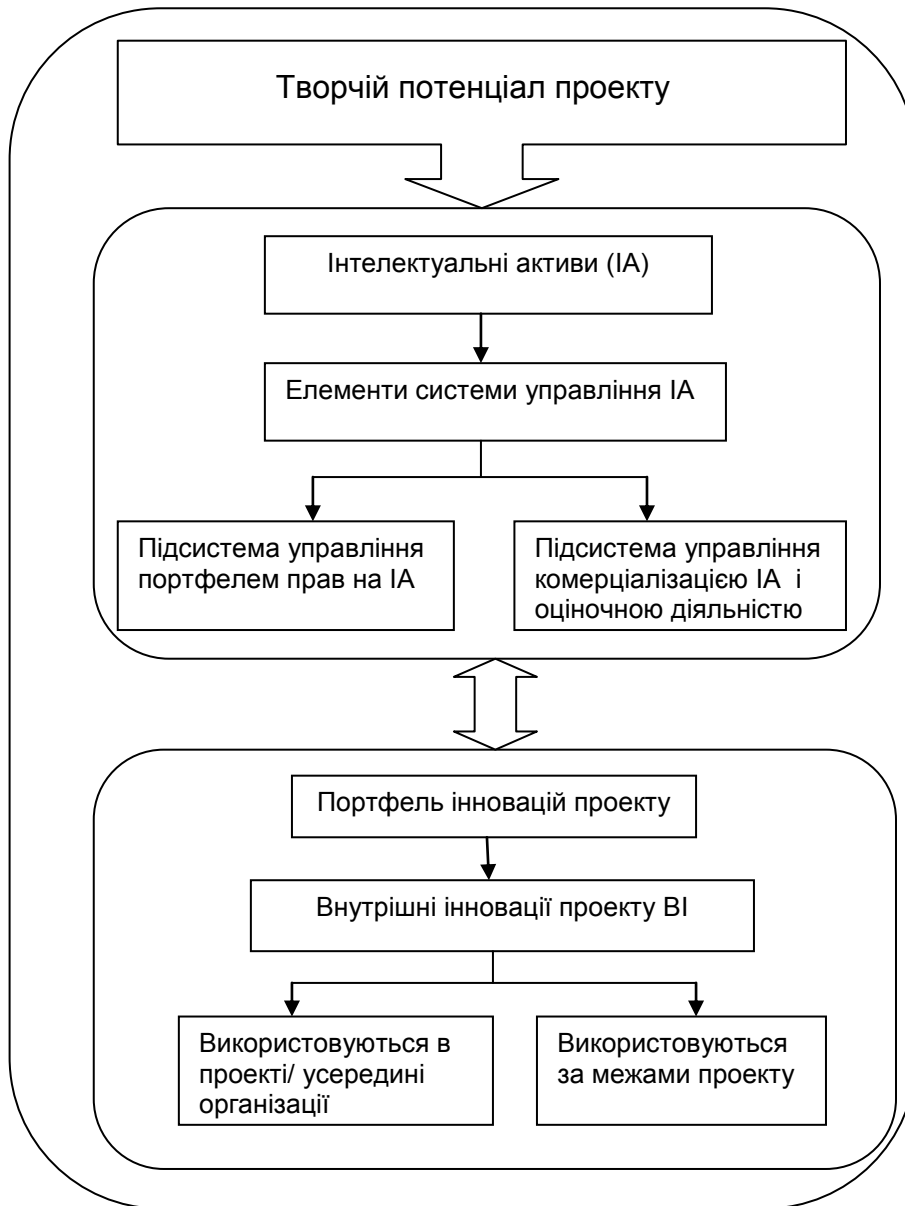 Творчій потенціал проекту
Інтелектуальні активи (ІА)
Елементи системи управління ІА
Підсистема управління
портфелем прав на ІА
Підсистема управління
комерціалізацією ІА і
оціночною діяльністю
Портфель інновацій проекту
Внутрішні інновації проекту ВІ
Використовуються в
проекті/ усередині
організації
Використовуються
за межами проекту